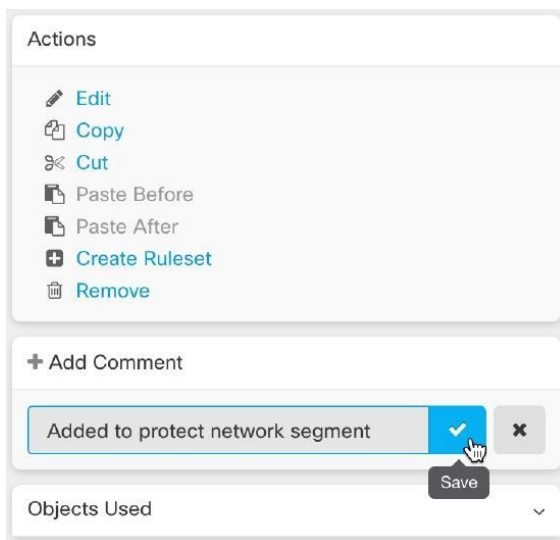 Actions
Edit
Copy
Cut
Paste Before
Paste After
Create Ruleset
Remove
Add Comment
Added to protect network segment
Save
Objects Used